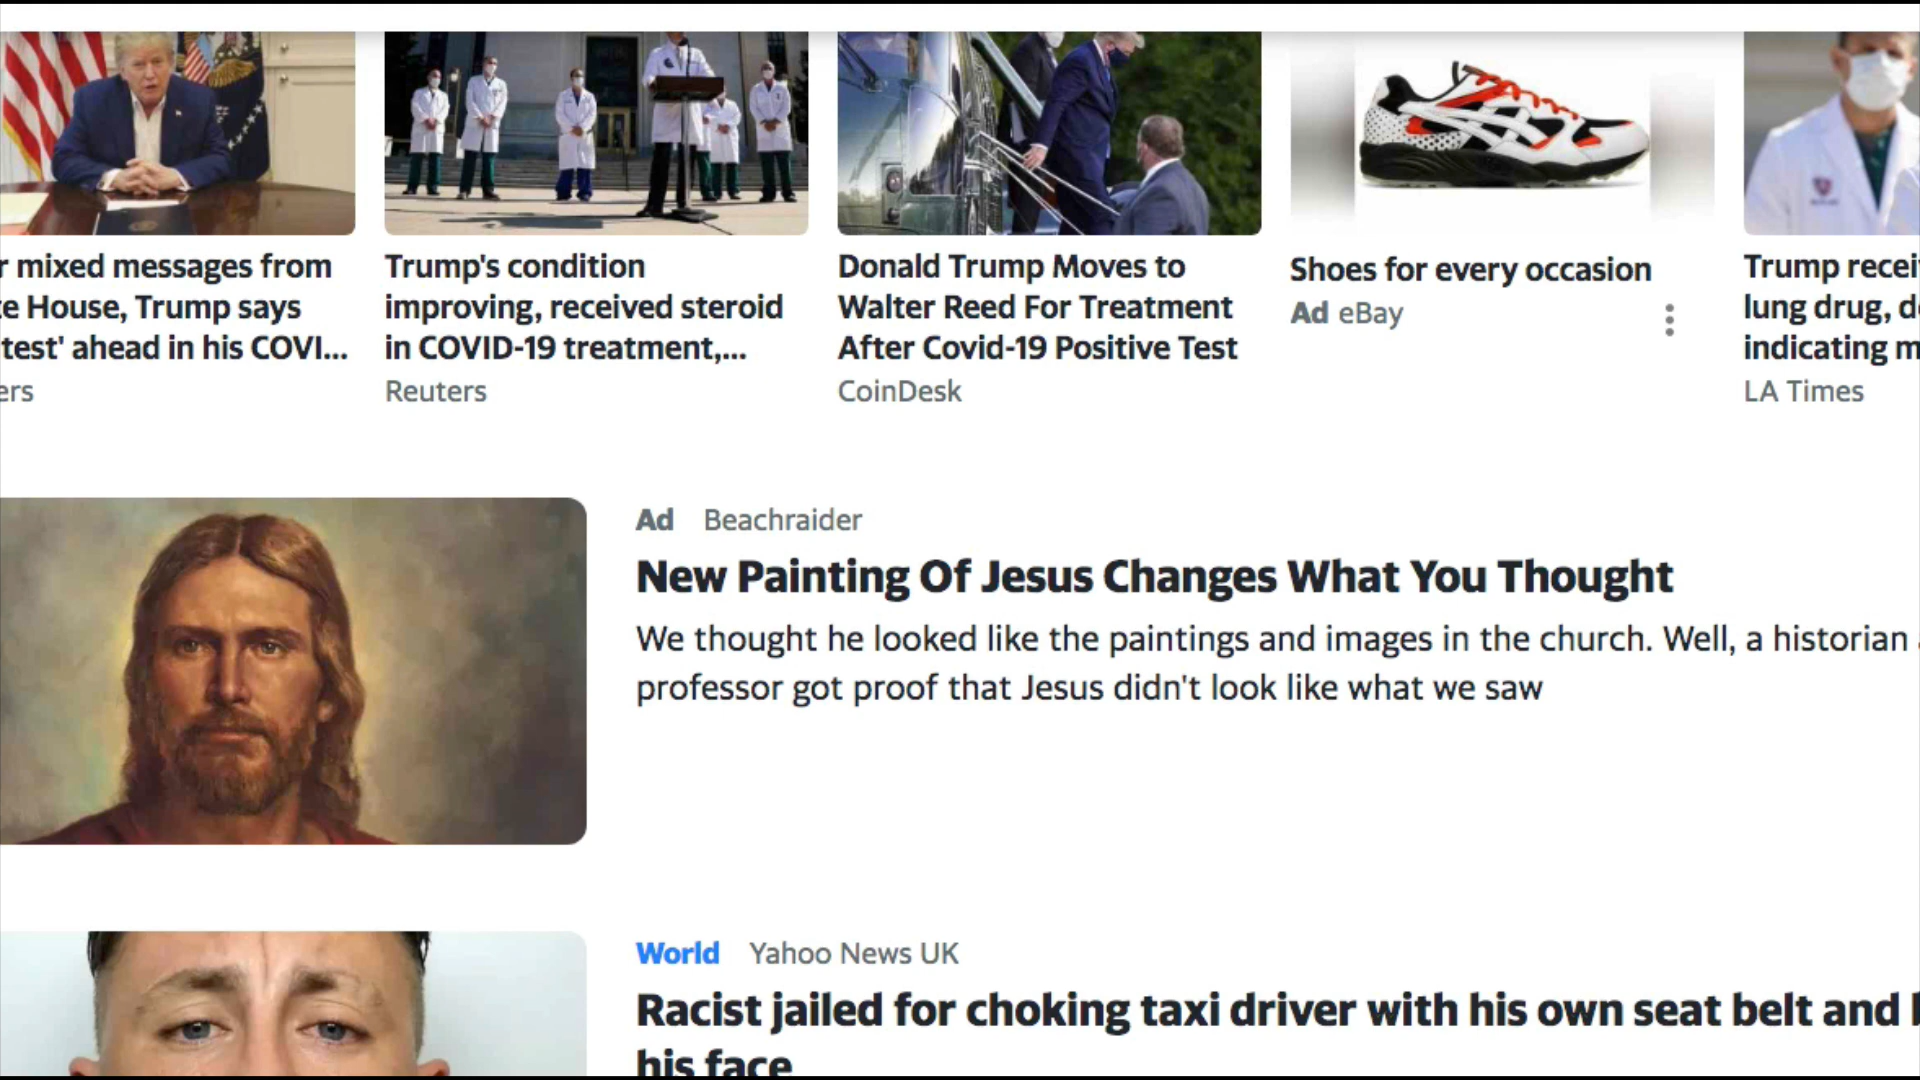 r mixed messages from
te House, Trump says
test' ahead in his COVI...
ers
Trump's condition
improving, received steroid
in COVID-19 treatment,...
Reuters
Donald Trump Moves to
Walter Reed For Treatment
After Covid-19 Positive Test
CoinDesk
Shoes for every occasion
Ad eBay
Trump recei
lung drug, d
indicating m
LA Times
Ad Beachraider
New Painting Of Jesus Changes What You Thought
We thought he looked like the paintings and images in the church. Well, a historian
professor got proof that Jesus didn't look like what we saw
World Yahoo News UK
Racist jailed for choking taxi driver with his own seat belt and
his face